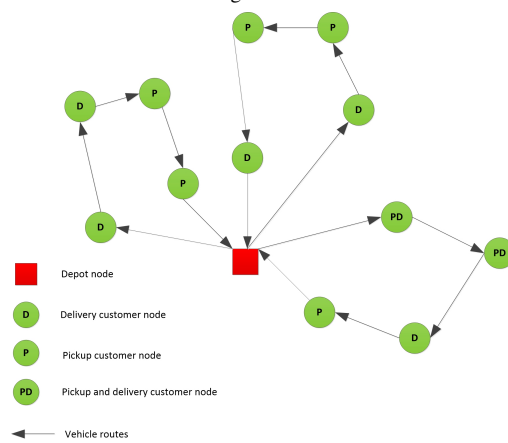 P
P
D
P
D
D
P
PD
D
PD
P
D
Depot node
D
Delivery customer node
P
Pickup customer node
PD
Pickup and delivery customer node
Vehicle routes